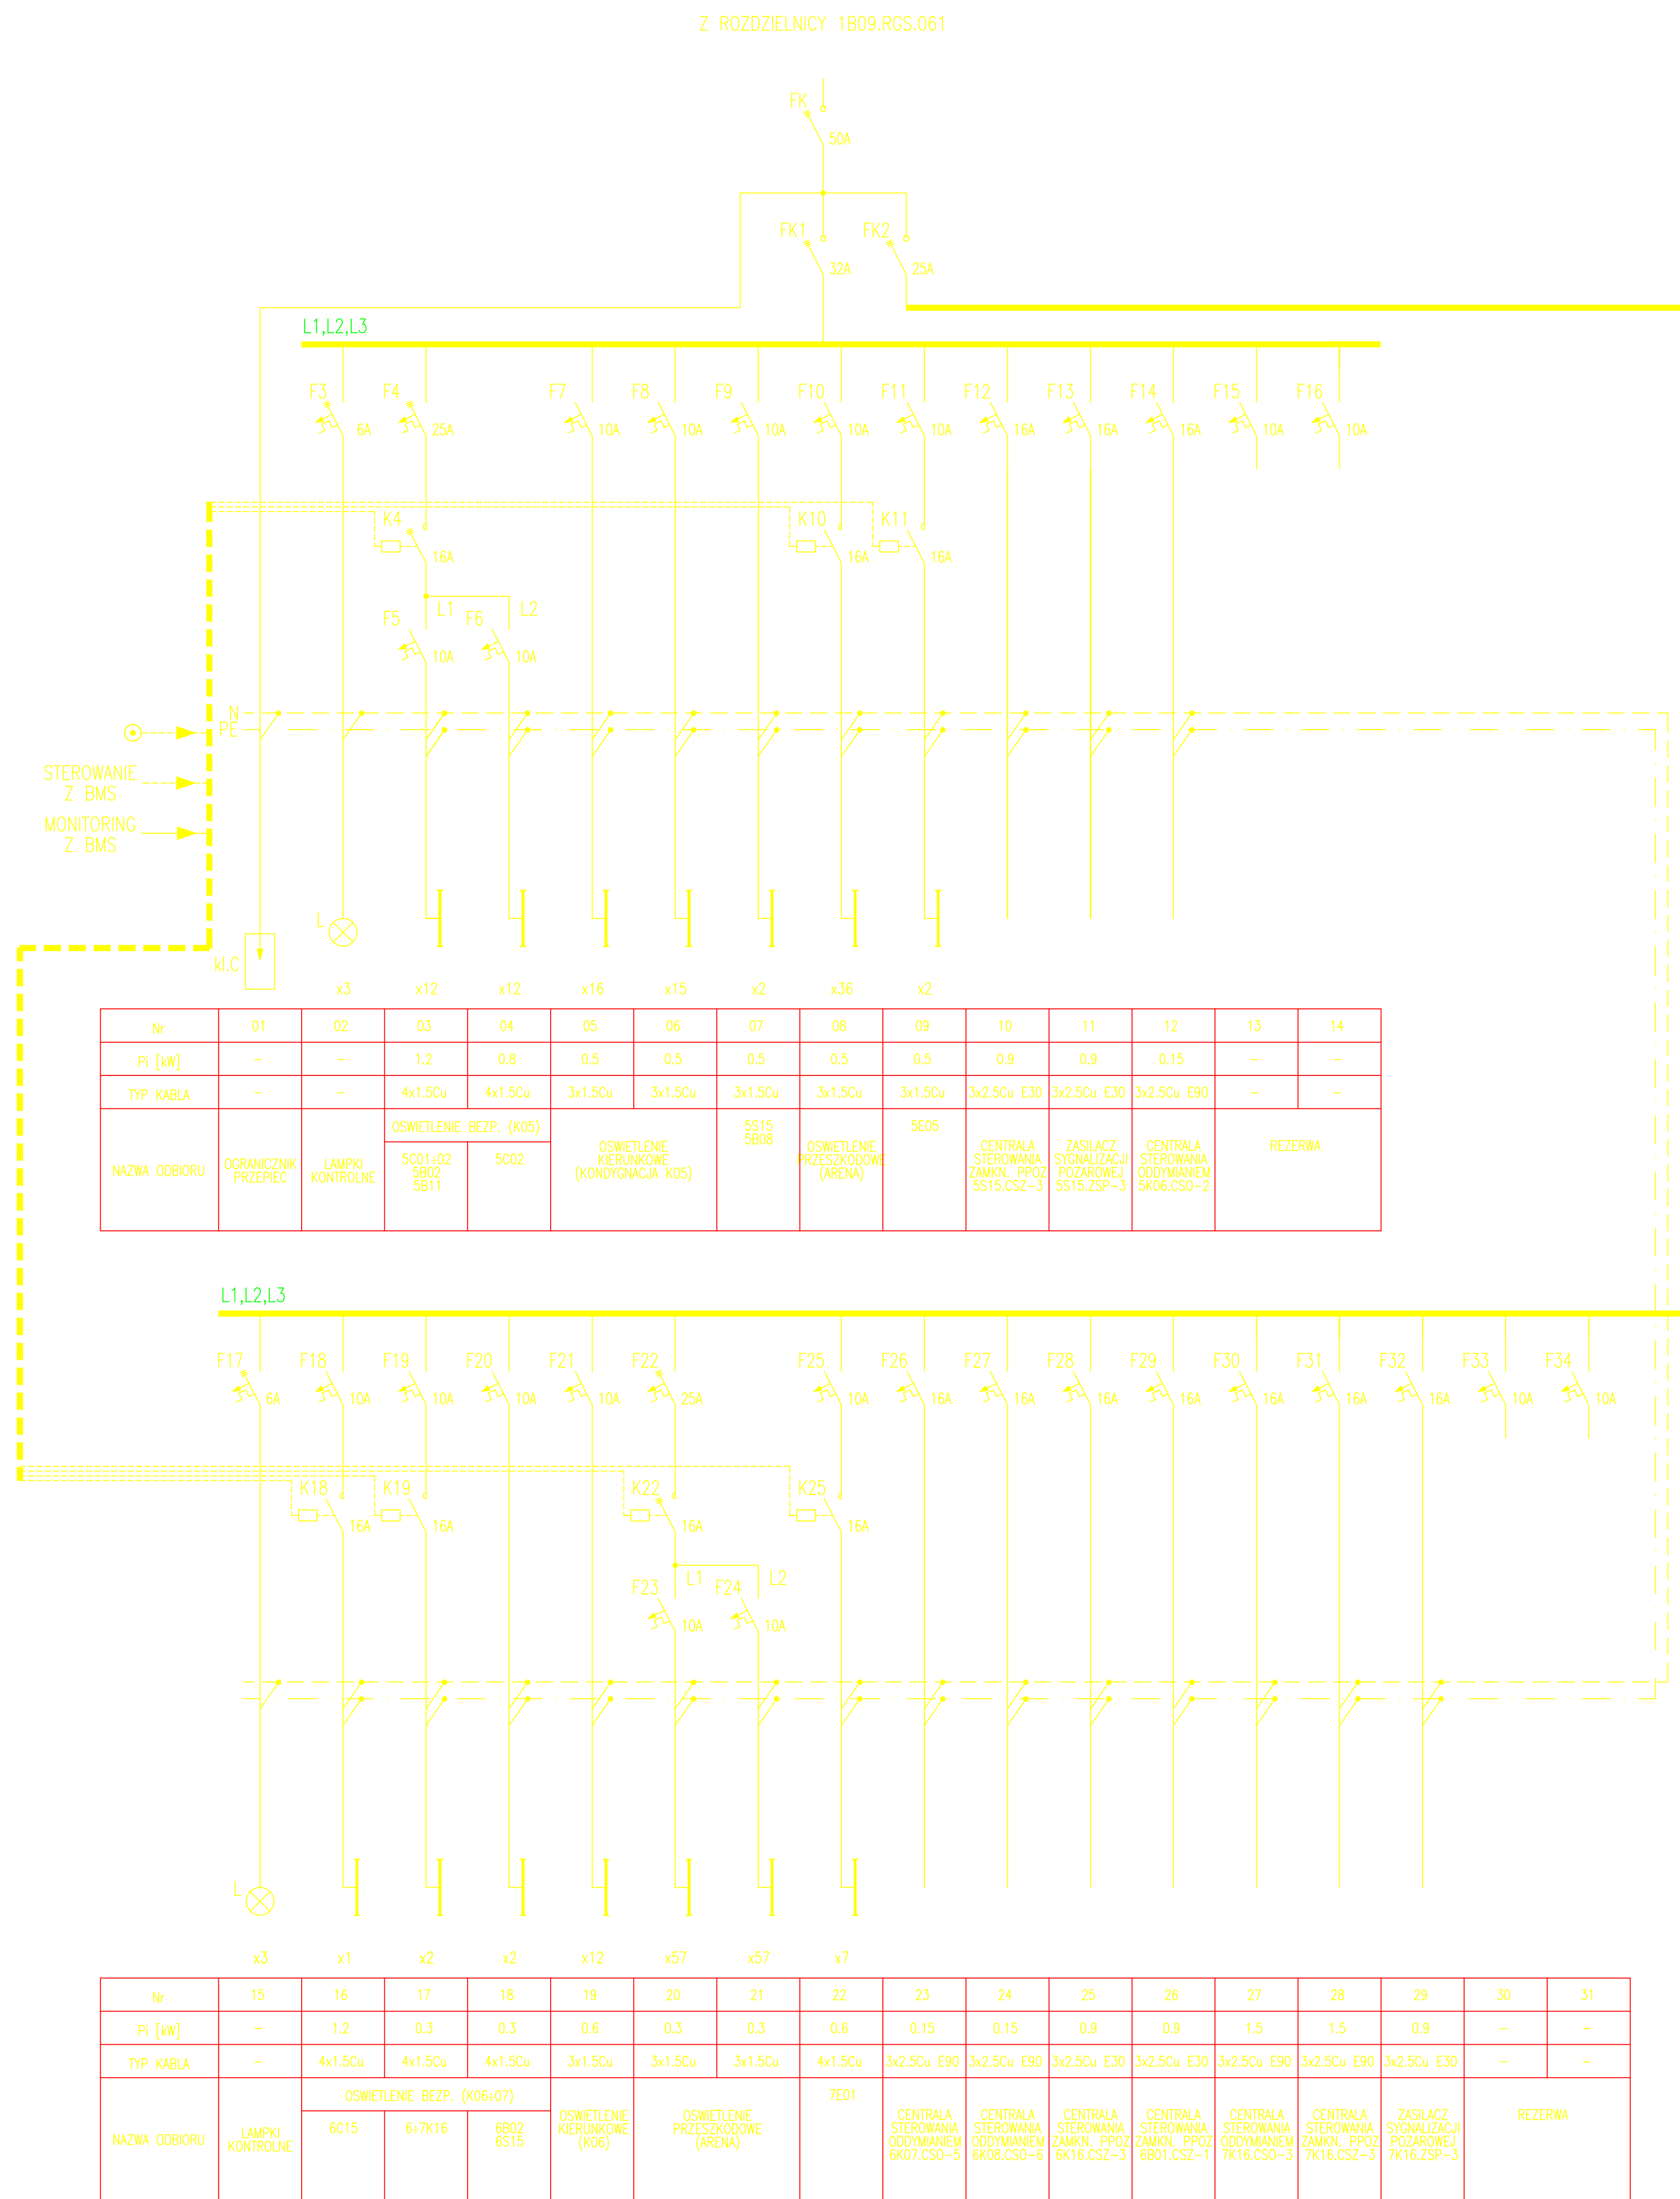 Z ROZDZIELNICY 1B09.RGS.061
FK
50A
FK1 FK2
32A 25A
L1,L2,L3
F3 F4 F7 F8 F9 F10 F11 F12 F13 F14 F15 F16
6A 25A 10A 10A 10A 10A 10A 16A 16A 16A 10A 10A
K4 K10 K11
16A 16A 16A
L1 L2
F5 F6
10A 10A
N
PE
STEROWANIE
Z BMS
MONITORING
Z BMS
L
kl.C
x3 x12 x12 x16 x15 x2 x36 x2
Nr 01 02 03 04 05 06 07 08 09 10 11 12 13 14
Pi [kW] – – 1.2 0.8 0.5 0.5 0.5 0.5 0.5 0.9 0.9 0.15 – –
TYP KABLA – – 4x1.5Cu 4x1.5Cu 3x1.5Cu 3x1.5Cu 3x1.5Cu 3x1.5Cu 3x1.5Cu 3x2.5Cu E30 3x2.5Cu E30 3x2.5Cu E90 – –
NAZWA ODBIORU
OGRANICZNIK
PRZEPIEC
LAMPKI
KONTROLNE
OSWIETLENIE BEZP. (K05)
5C01÷02
5B02
5B11
5C02
OSWIETLENIE
KIERUNKOWE
(KONDYGNACJA K05)
5S15
5B08
OSWIETLENIE
PRZESZKODOWE
(ARENA)
5E05
CENTRALA
STEROWANIA
ZAMKN. PPOZ
5S15.CSZ-3
ZASILACZ
SYGNALIZACJI
POZAROWEJ
5S15.ZSP-3
CENTRALA
STEROWANIA
ODDYMIANIEM
5K06.CSO-2
REZERWA
L1,L2,L3
F17 F18 F19 F20 F21 F22 F25 F26 F27 F28 F29 F30 F31 F32 F33 F34
6A 10A 10A 10A 10A 25A 10A 16A 16A 16A 16A 16A 16A 16A 10A 10A
K18 K19 K22 K25
16A 16A 16A 16A
L1 L2
F23 F24
10A 10A
L
x3 x1 x2 x2 x12 x57 x57 x7
Nr 15 16 17 18 19 20 21 22 23 24 25 26 27 28 29 30 31
Pi [kW] – 1.2 0.3 0.3 0.6 0.3 0.3 0.6 0.15 0.15 0.9 0.9 1.5 1.5 0.9 – –
TYP KABLA – 4x1.5Cu 4x1.5Cu 4x1.5Cu 3x1.5Cu 3x1.5Cu 3x1.5Cu 4x1.5Cu 3x2.5Cu E90 3x2.5Cu E90 3x2.5Cu E30 3x2.5Cu E30 3x2.5Cu E90 3x2.5Cu E90 3x2.5Cu E30 – –
NAZWA ODBIORU
LAMPKI
KONTROLNE
OSWIETLENIE BEZP. (K06÷07)
6C15
6÷7K16
6B02
6S15
OSWIETLENIE
KIERUNKOWE
(K06)
OSWIETLENIE
PRZESZKODOWE
(ARENA)
7E01
CENTRALA
STEROWANIA
ODDYMIANIEM
6K07.CSO-5
CENTRALA
STEROWANIA
ODDYMIANIEM
6K08.CSO-6
CENTRALA
STEROWANIA
ZAMKN. PPOZ
6K16.CSZ-3
CENTRALA
STEROWANIA
ZAMKN. PPOZ
6B01.CSZ-1
CENTRALA
STEROWANIA
ODDYMIANIEM
7K16.CSO-3
CENTRALA
STEROWANIA
ZAMKN. PPOZ
7K16.CSZ-3
ZASILACZ
SYGNALIZACJI
POZAROWEJ
7K16.ZSP-3
REZERWA